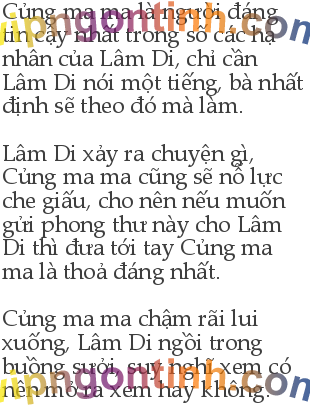 Củng ma ma là người đáng
tin cậy nhất trong số các hạ
nhân của Lâm Di, chỉ cần
Lâm Di nói một tiếng, bà nhất
định sẽ theo đó mà làm.
Lâm Di xảy ra chuyện gì,
Củng ma ma cũng sẽ nỗ lực
che giấu, cho nên nếu muốn
gửi phong thư này cho Lâm
Di thì đưa tới tay Củng ma
ma là thoả đáng nhất.
Củng ma ma chậm rãi lui
xuống, Lâm Di ngồi trong
buồng sưởi, suy nghĩ xem có
nên mở ra xem hay không.
vipngontinh.com
vipngontinh.com